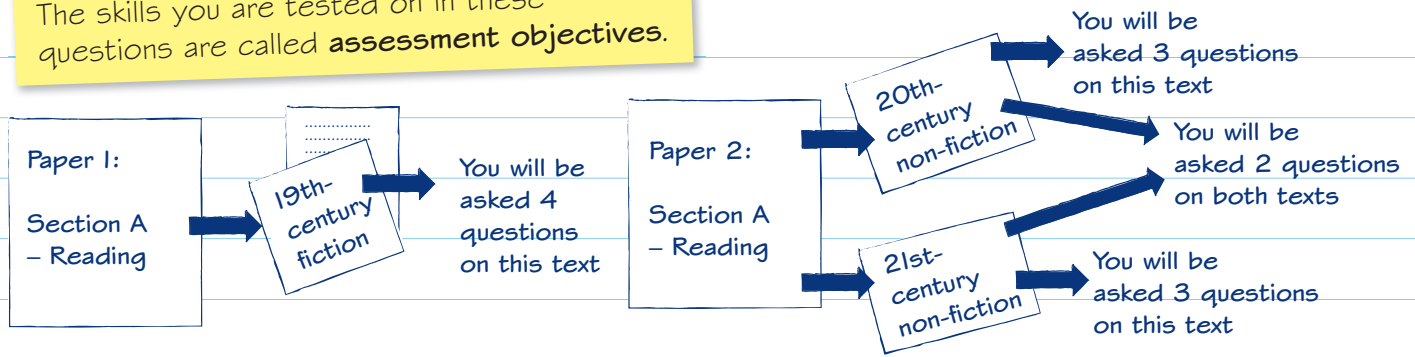 The skills you are tested on in these
questions are called assessment objectives.
Paper 1:
Section A
– Reading
19th-
century
fiction
You will be
asked 4
questions
on this text
Paper 2:
Section A
– Reading
20th-
century
non-fiction
You will be
asked 3 questions
on this text
You will be
asked 2 questions
on both texts
21st-
century
non-fiction
You will be
asked 3 questions
on this text